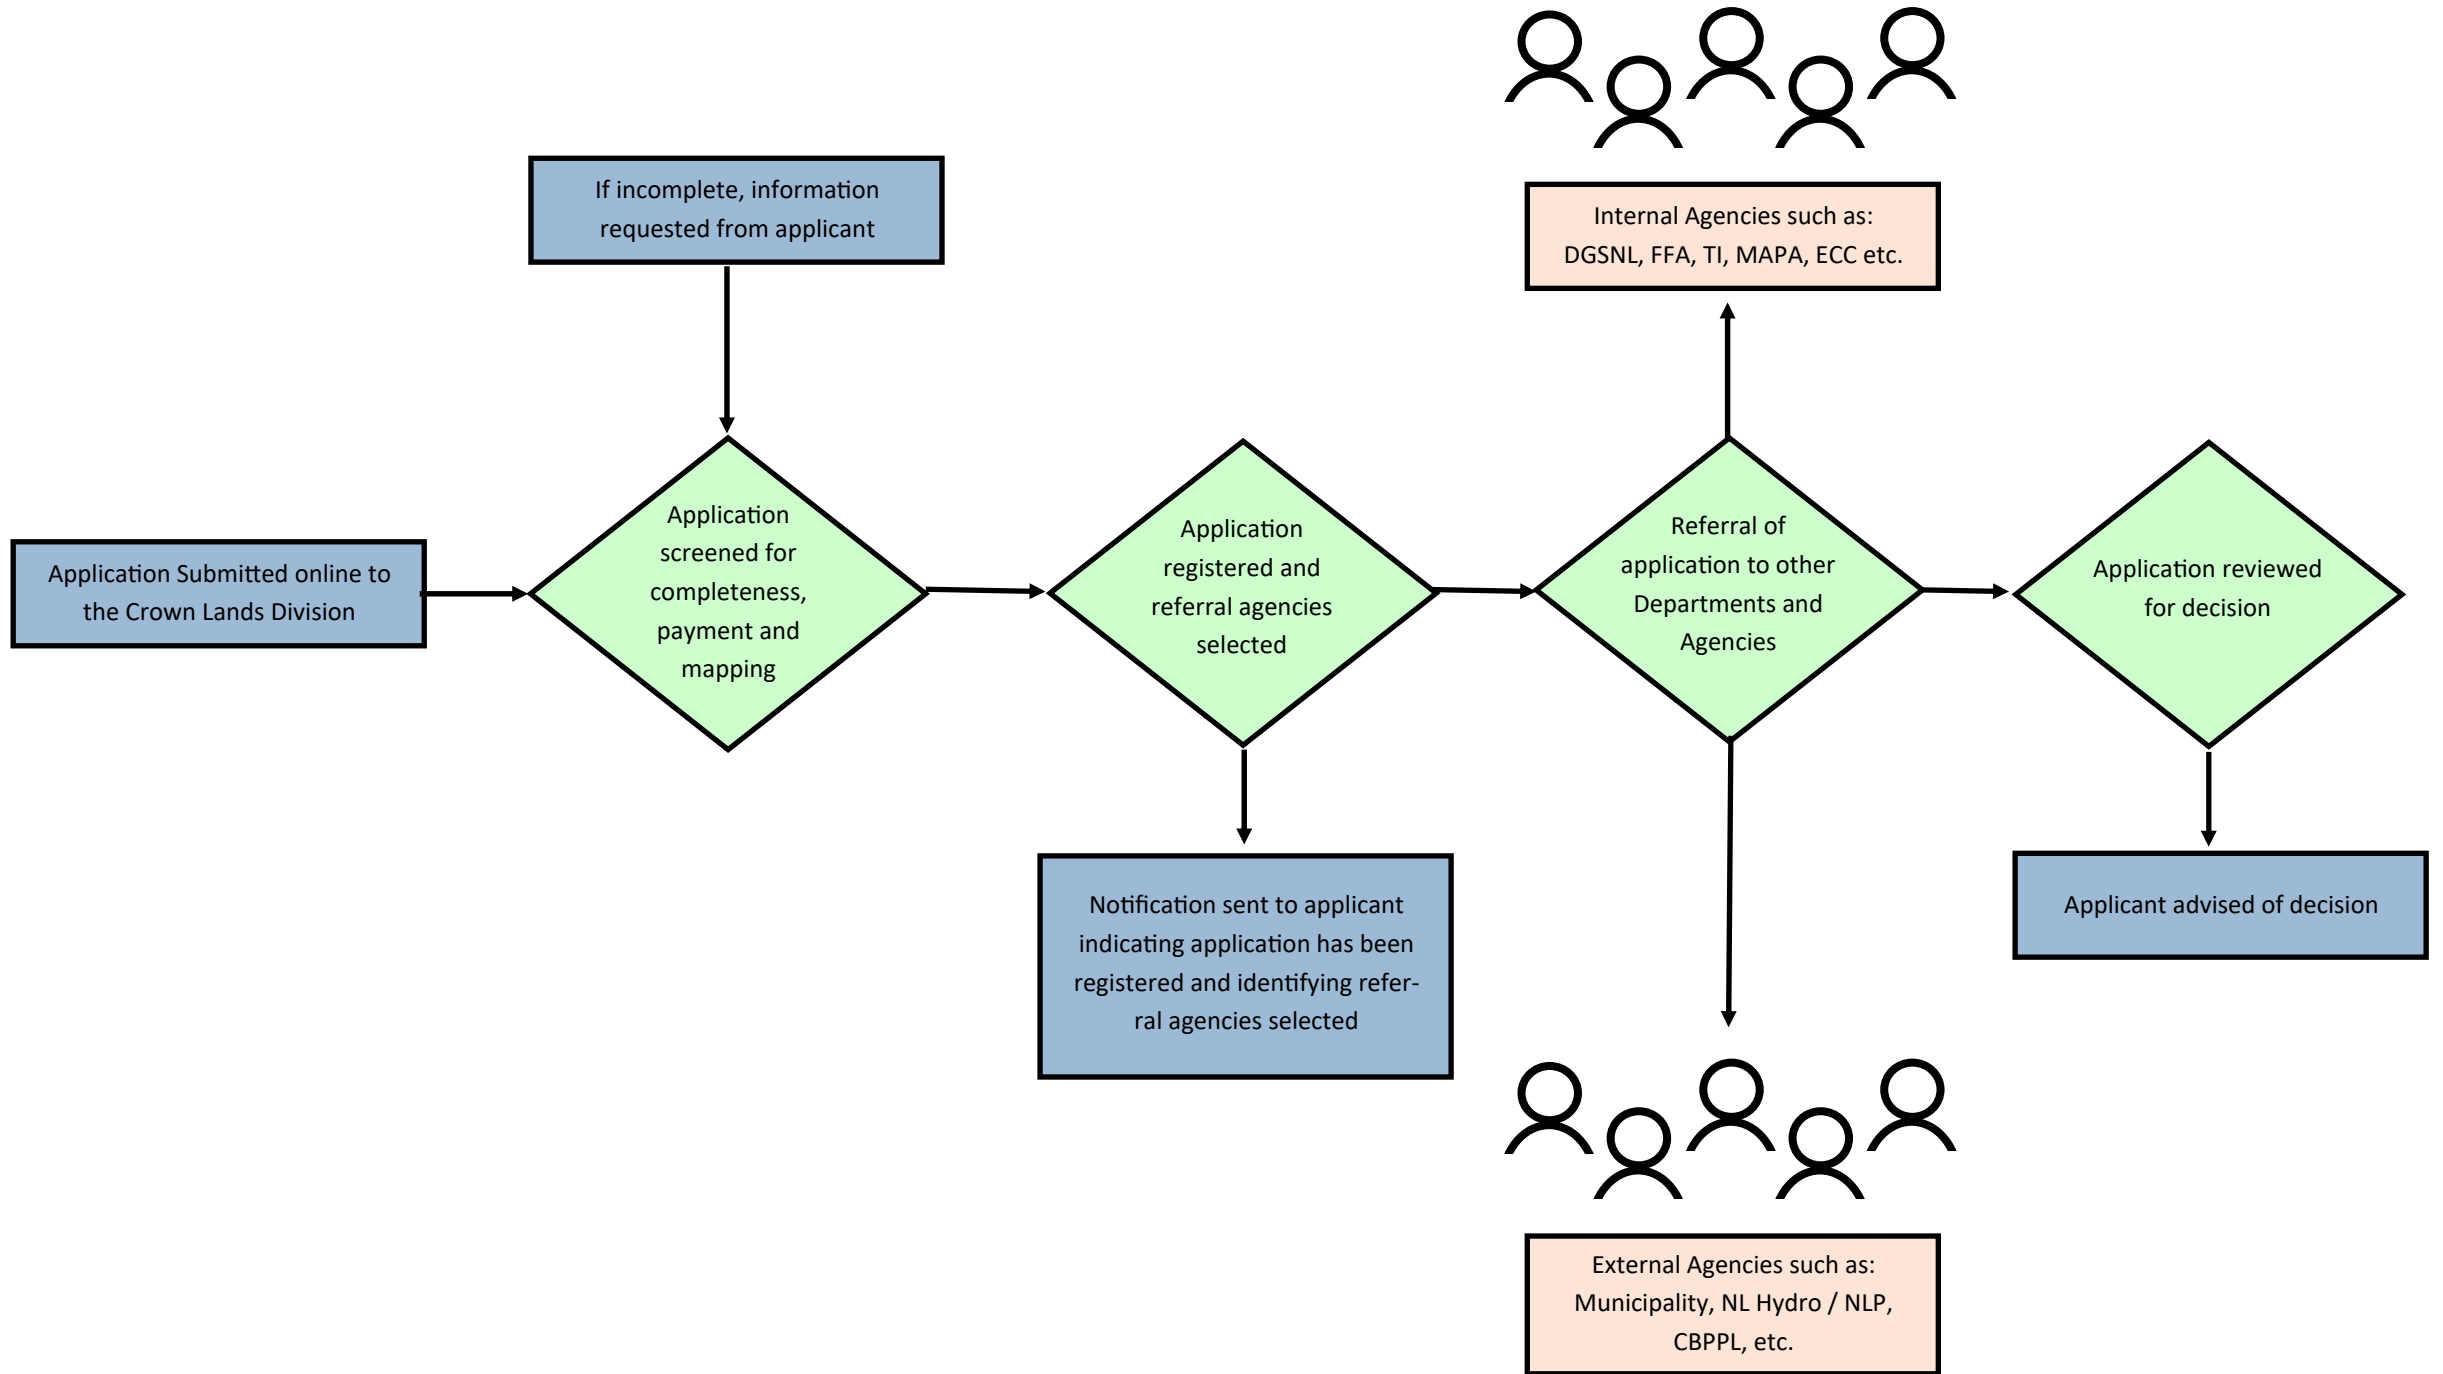 If incomplete, information
requested from applicant
Internal Agencies such as:
DGSNL, FFA, TI, MAPA, ECC etc.
Application Submitted online to
the Crown Lands Division
Application
screened for
completeness,
payment and
mapping
Application
registered and
referral agencies
selected
Referral of
application to other
Departments and
Agencies
Application reviewed
for decision
Notification sent to applicant
indicating application has been
registered and identifying refer-
ral agencies selected
Applicant advised of decision
External Agencies such as:
Municipality, NL Hydro / NLP,
CBPPL, etc.